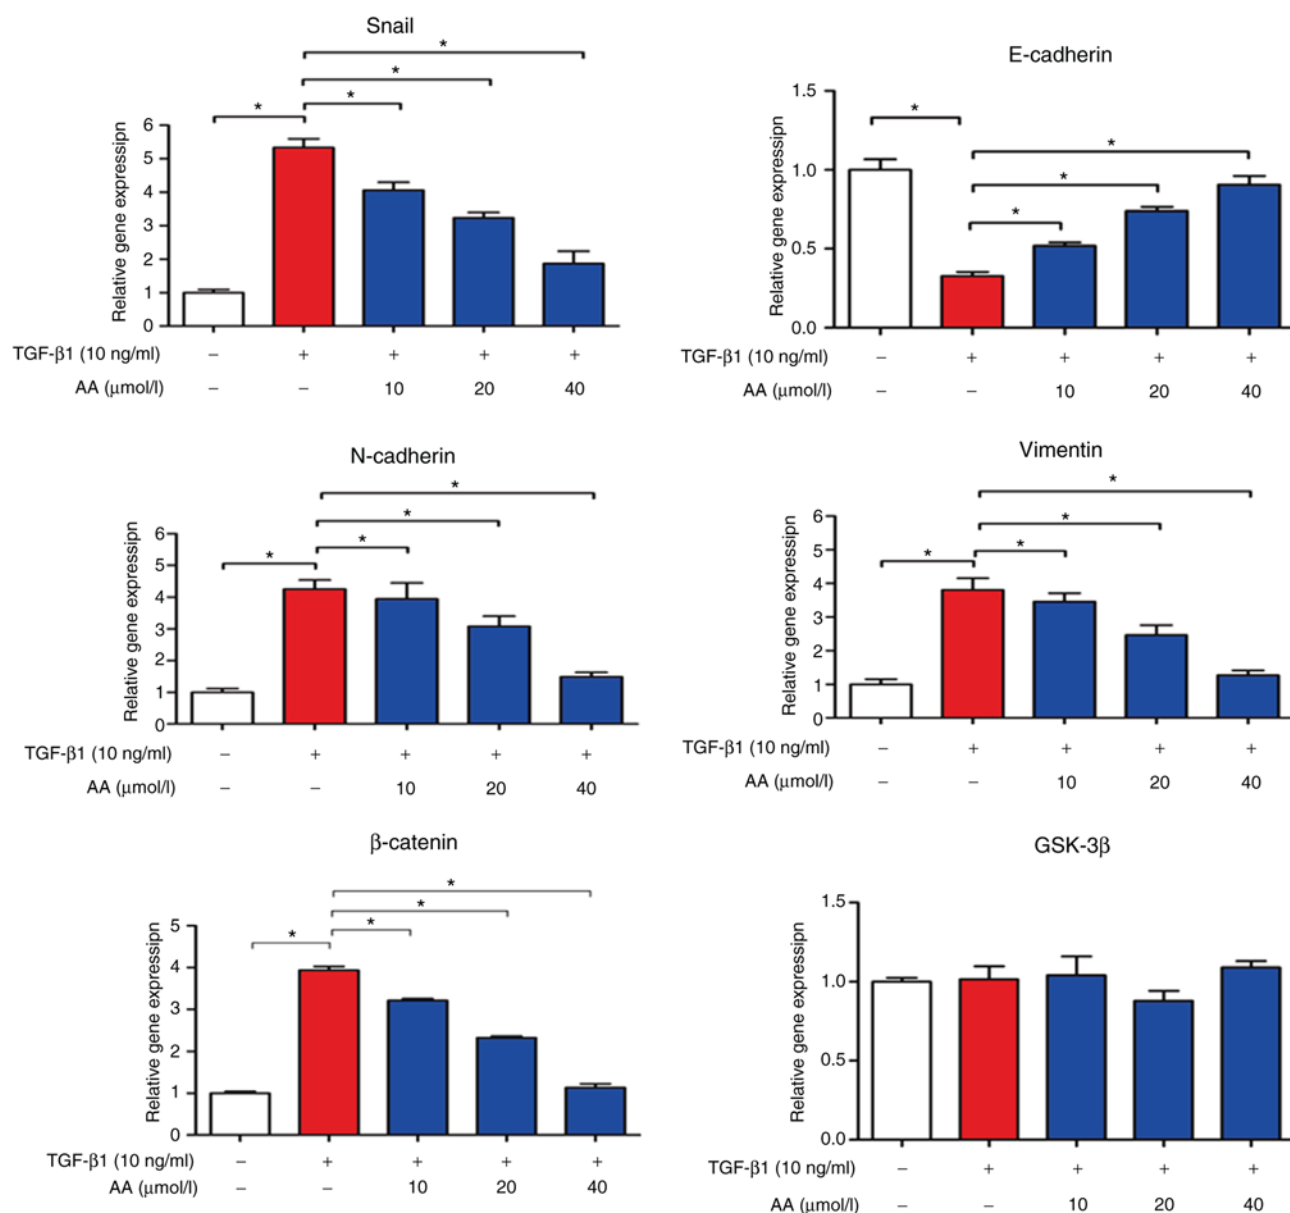 Snail
* * * *
Relative gene expressipn
6
5
4
3
2
1
0
TGF-β1 (10 ng/ml) – + + + +
AA (μmol/l) – – 10 20 40
E-cadherin
* * * *
Relative gene expressipn
1.5
1.0
0.5
0.0
TGF-β1 (10 ng/ml) – + + + +
AA (μmol/l) – – 10 20 40
N-cadherin
* * * *
Relative gene expressipn
6
5
4
3
2
1
0
TGF-β1 (10 ng/ml) – + + + +
AA (μmol/l) – – 10 20 40
Vimentin
* * * *
Relative gene expressipn
6
5
4
3
2
1
0
TGF-β1 (10 ng/ml) – + + + +
AA (μmol/l) – – 10 20 40
β-catenin
* * * *
Relative gene expressipn
5
4
3
2
1
0
TGF-β1 (10 ng/ml) – + + + +
AA (μmol/l) – – 10 20 40
GSK-3β
Relative gene expressipn
1.5
1.0
0.5
0.0
TGF-β1 (10 ng/ml) – + + + +
AA (μmol/l) – – 10 20 40